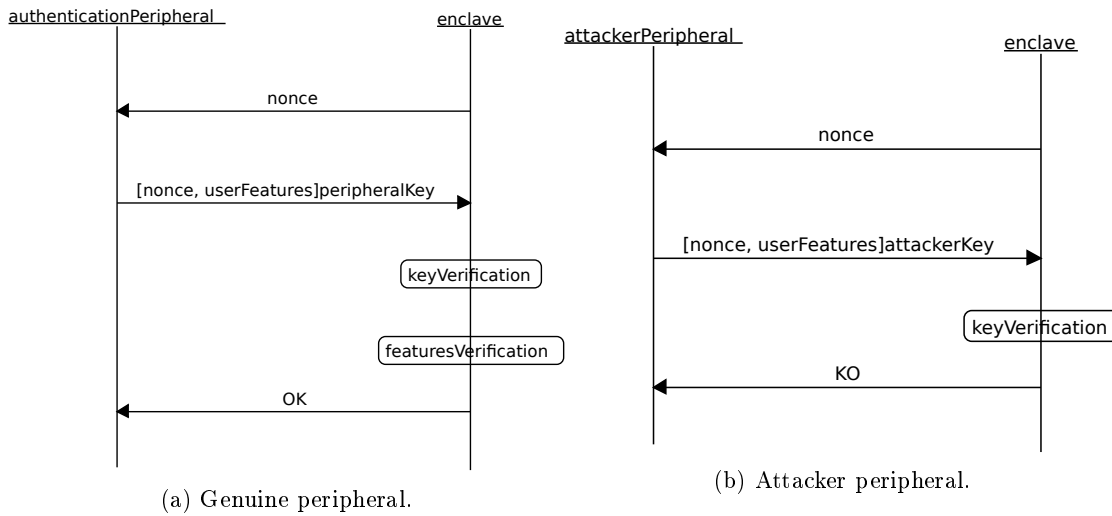 authenticationPeripheral
enclave
nonce
[nonce, userFeatures]peripheralKey
keyVerification
featuresVerification
OK
(a) Genuine peripheral.
attackerPeripheral
enclave
nonce
[nonce, userFeatures]attackerKey
keyVerification
KO
(b) Attacker peripheral.